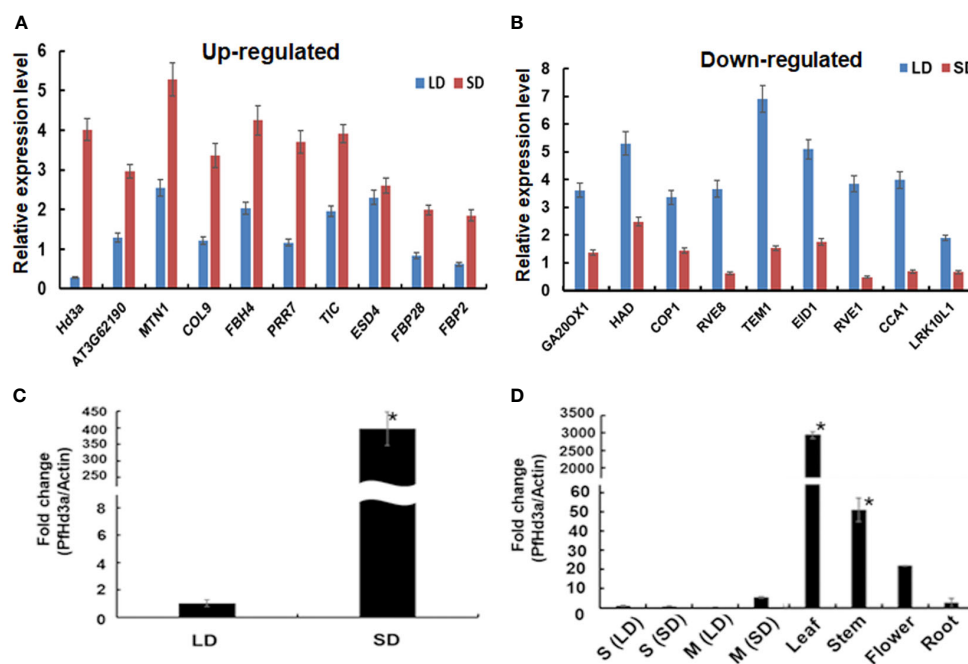 A
Up-regulated
LD SD
Relative expression level
6
5
4
3
2
1
0
Hd3a
AT3G62190
MTN1
COL9
FBH4
PRR7
TIC
ESD4
FBP28
FBP2
B
Down-regulated
LD SD
Relative expression level
8
7
6
5
4
3
2
1
0
GA20OX1
HAD
COP1
RVE8
TEM1
EID1
RVE1
CCA1
LRK10L1
C
Fold change
(PfHd3a/Actin)
450
400
350
300
250
8
6
4
2
0
*
LD
SD
D
Fold change
(PfHd3a/Actin)
3500
3000
2500
2000
60
50
40
30
20
10
0
*
*
S (LD)
S (SD)
M (LD)
M (SD)
Leaf
Stem
Flower
Root